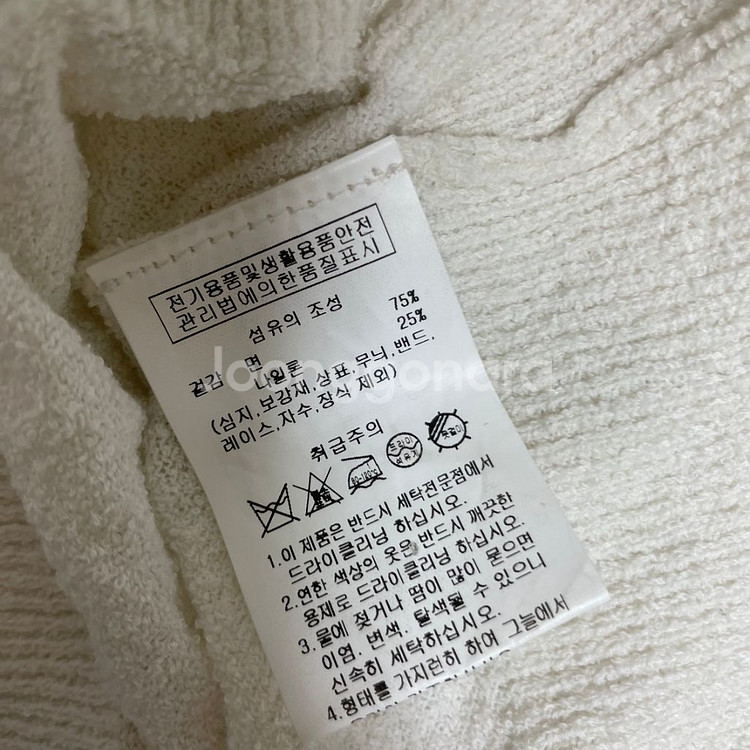 전기용품및생활용품안전
관리법에의한품질표시
섬유의 조성
겉감 면 75%
나일론 25%
(심지,보강재,상표,무늬,밴드,
레이스,자수,장식 제외)
취급주의
80-120℃
드라이
옷걸이
1.이 제품은 반드시 세탁전문점에서
드라이클리닝 하십시오.
2.연한 색상의 옷은 반드시 깨끗한
용제로 드라이클리닝 하십시오.
3.물에 젖거나 땀이 많이 묻으면
이염. 변색. 탈색될 수 있으니
신속히 세탁하십시오.
4.형태를 가지런히 하여 그늘에서